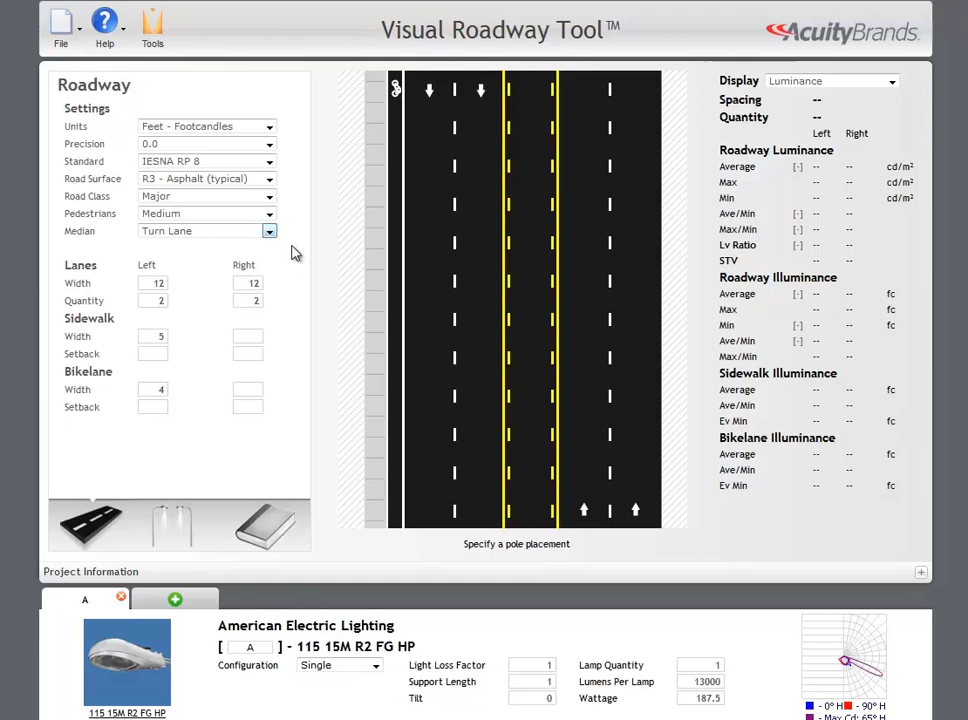 File
Help
Tools
Visual Roadway Tool™
AcuityBrands.
Roadway
Settings
Units Feet - Footcandles
Precision 0.0
Standard IESNA RP 8
Road Surface R3 - Asphalt (typical)
Road Class Major
Pedestrians Medium
Median Turn Lane
Lanes Left Right
Width 12 12
Quantity 2 2
Sidewalk
Width 5
Setback
Bikelane
Width 4
Setback
Specify a pole placement
Display Luminance
Spacing --
Quantity --
Left Right
Roadway Luminance
Average [-] -- -- cd/m²
Max -- -- cd/m²
Min -- -- cd/m²
Ave/Min [-] -- --
Max/Min [-] -- --
Lv Ratio [-] -- --
STV -- --
Roadway Illuminance
Average [-] -- -- fc
Max -- -- fc
Min [-] -- -- fc
Ave/Min [-] -- --
Max/Min -- --
Sidewalk Illuminance
Average -- -- fc
Ave/Min -- --
Ev Min -- -- fc
Bikelane Illuminance
Average -- -- fc
Ave/Min -- --
Ev Min -- -- fc
Project Information
A
American Electric Lighting
[ A ] - 115 15M R2 FG HP
Configuration Single
Light Loss Factor 1
Support Length 1
Tilt 0
Lamp Quantity 1
Lumens Per Lamp 13000
Wattage 187.5
115 15M R2 FG HP
- 0° H - 90° H
- Max Cd: 65° H